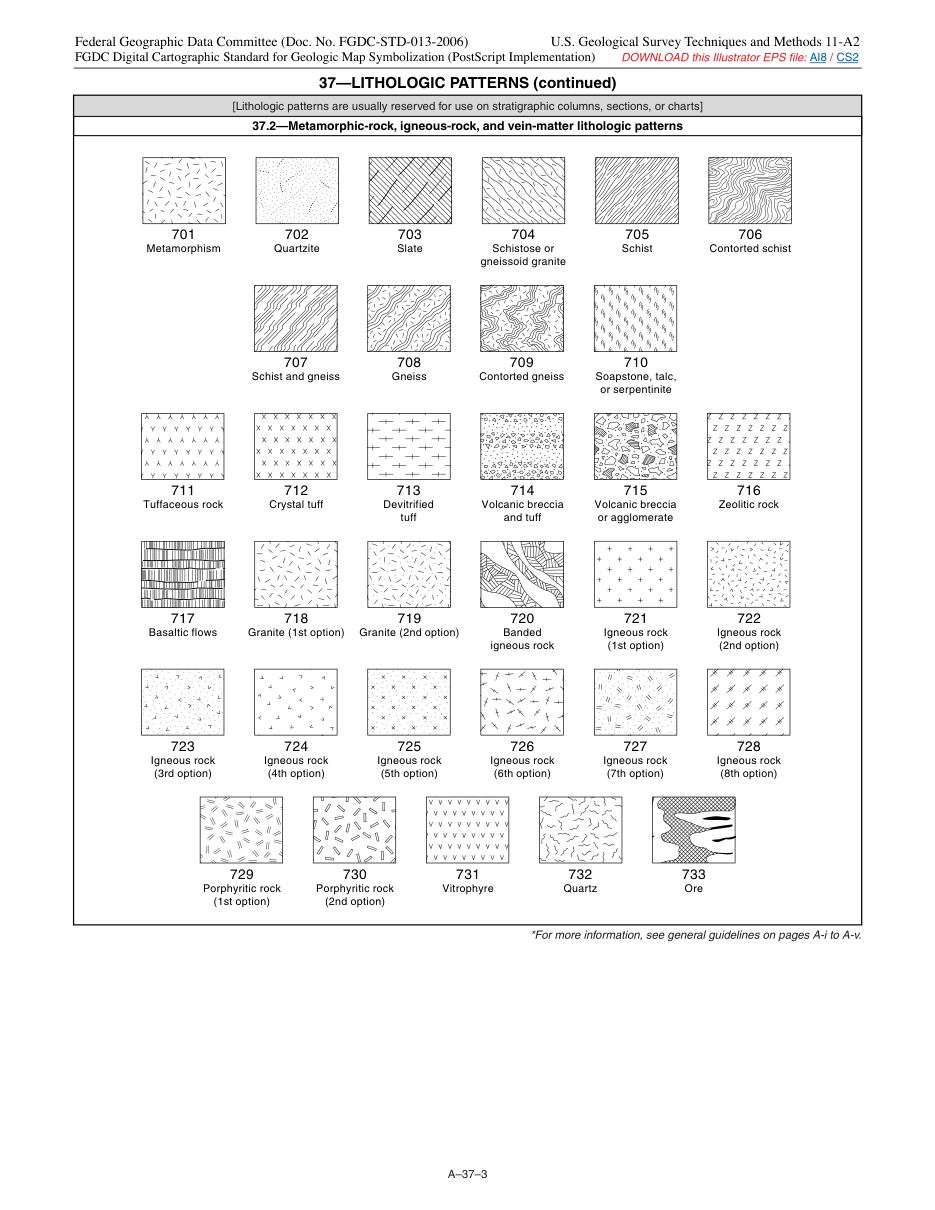 Federal Geographic Data Committee (Doc. No. FGDC-STD-013-2006) U.S. Geological Survey Techniques and Methods 11-A2
FGDC Digital Cartographic Standard for Geologic Map Symbolization (PostScript Implementation) DOWNLOAD this Illustrator EPS file: AI8 / CS2
37—LITHOLOGIC PATTERNS (continued)
[Lithologic patterns are usually reserved for use on stratigraphic columns, sections, or charts]
37.2—Metamorphic-rock, igneous-rock, and vein-matter lithologic patterns
701 702 703 704 705 706
Metamorphism Quartzite Slate Schistose or Schist Contorted schist
gneissoid granite
707 708 709 710
Schist and gneiss Gneiss Contorted gneiss Soapstone, talc,
or serpentinite
711 712 713 714 715 716
Tuffaceous rock Crystal tuff Devitrified Volcanic breccia Volcanic breccia Zeolitic rock
tuff and tuff or agglomerate
717 718 719 720 721 722
Basaltic flows Granite (1st option) Granite (2nd option) Banded Igneous rock Igneous rock
igneous rock (1st option) (2nd option)
723 724 725 726 727 728
Igneous rock Igneous rock Igneous rock Igneous rock Igneous rock Igneous rock
(3rd option) (4th option) (5th option) (6th option) (7th option) (8th option)
729 730 731 732 733
Porphyritic rock Porphyritic rock Vitrophyre Quartz Ore
(1st option) (2nd option)
*For more information, see general guidelines on pages A-i to A-v.
A–37–3